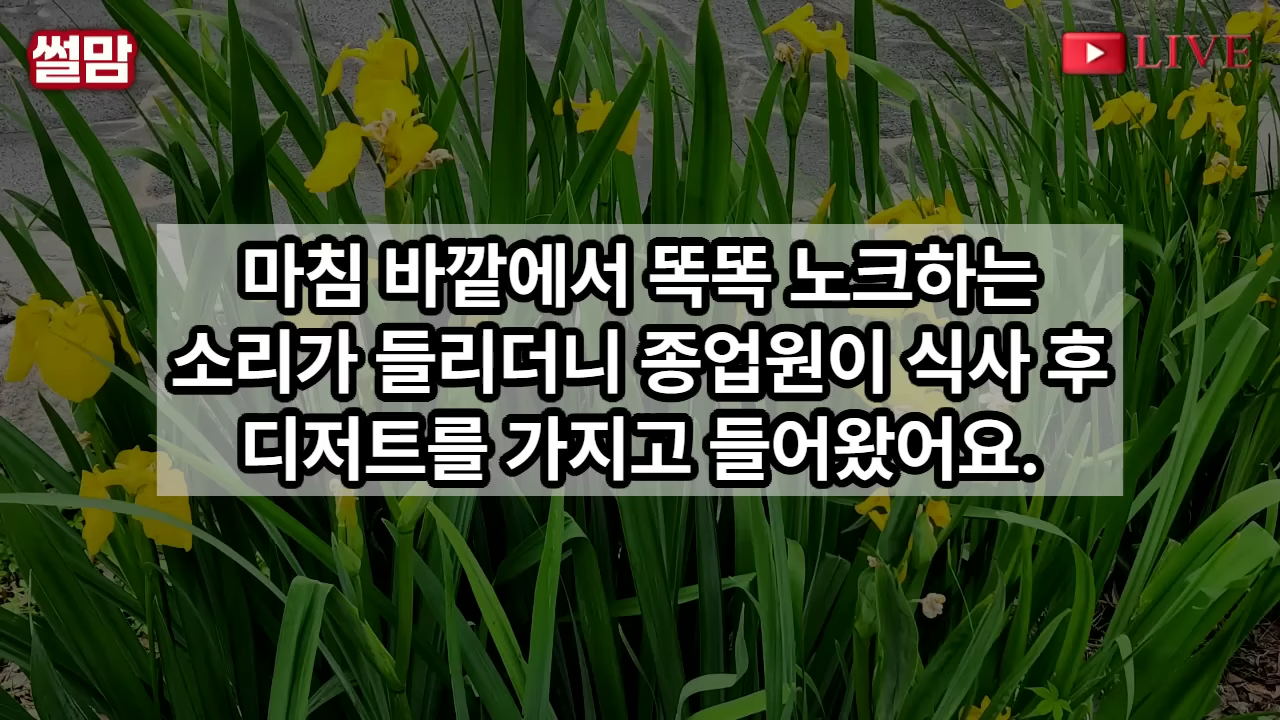 썰맘
LIVE
마침 바깥에서 똑똑 노크하는
소리가 들리더니 종업원이 식사 후
디저트를 가지고 들어왔어요.